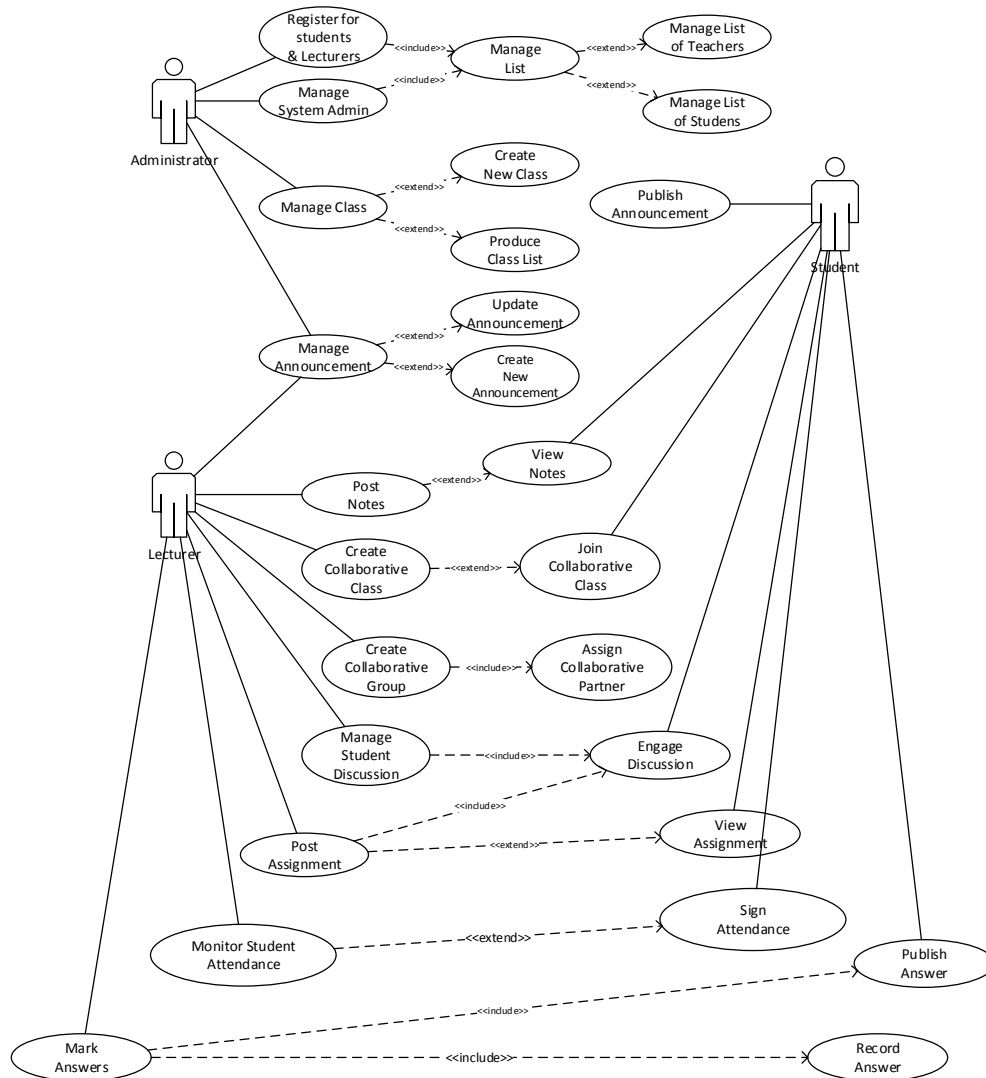 Register for
students
& Lecturers
<<include>>
Manage
List
<<extend>>
Manage List
of Teachers
Manage
System Admin
<<include>>
<<extend>>
Manage List
of Studens
Administrator
Create
New Class
<<extend>>
Manage Class
<<extend>>
Produce
Class List
Publish
Announcement
Student
Update
Announcement
<<extend>>
Manage
Announcement
<<extend>>
Create
New
Announcement
View
Notes
Post
Notes
<<extend>>
Lecturer
Create
Collaborative
Class
<<extend>>
Join
Collaborative
Class
Create
Collaborative
Group
<<include>>
Assign
Collaborative
Partner
Manage
Student
Discussion
<<include>>
Engage
Discussion
<<include>>
Post
Assignment
<<extend>>
View
Assignment
Monitor Student
Attendance
<<extend>>
Sign
Attendance
Publish
Answer
<<include>>
Mark
Answers
<<include>>
Record
Answer